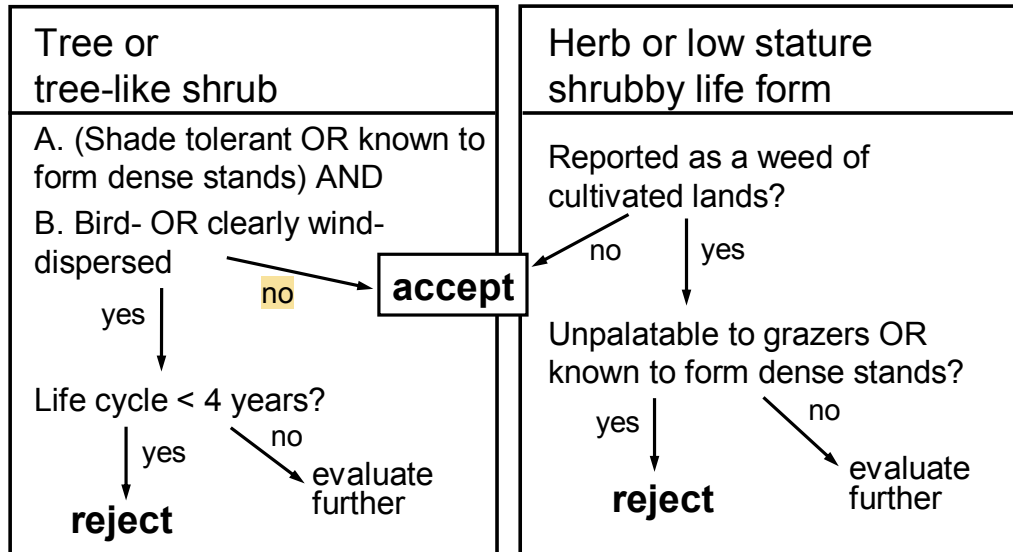 Tree or
tree-like shrub
A. (Shade tolerant OR known to
form dense stands) AND
B. Bird- OR clearly wind-
dispersed
no
yes
Life cycle < 4 years?
yes
no
reject
evaluate
further
accept
Herb or low stature
shrubby life form
Reported as a weed of
cultivated lands?
no
yes
Unpalatable to grazers OR
known to form dense stands?
yes
no
reject
evaluate
further